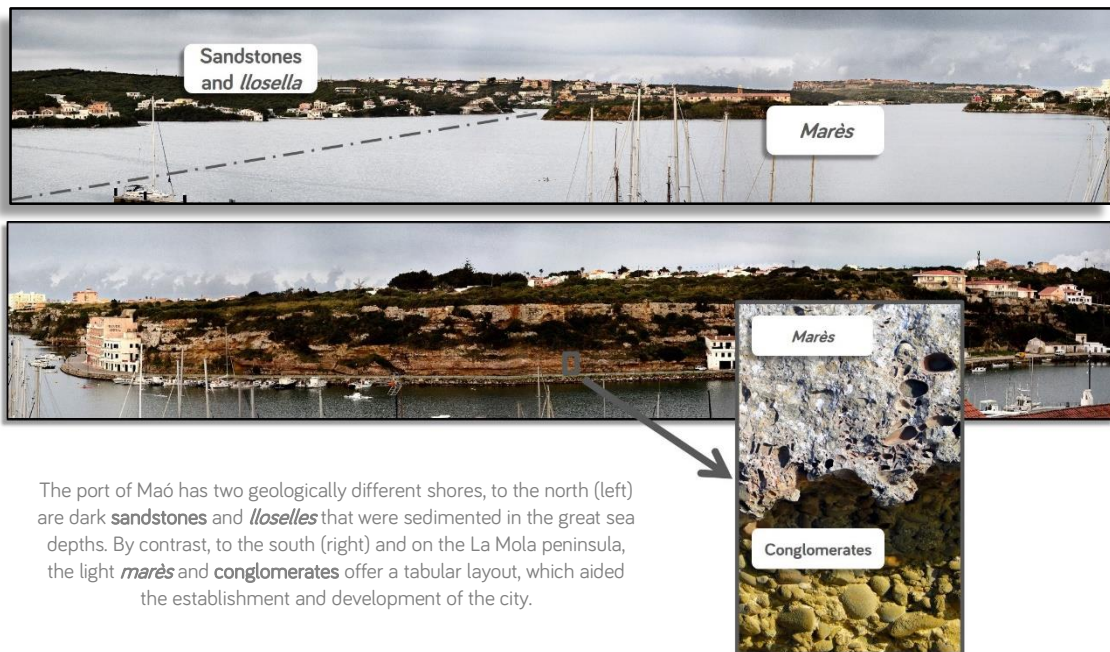 Sandstones
and llosella
Marès
Marès
Conglomerates
The port of Maó has two geologically different shores, to the north (left)
are dark sandstones and lloselles that were sedimented in the great sea
depths. By contrast, to the south (right) and on the La Mola peninsula,
the light marès and conglomerates offer a tabular layout, which aided
the establishment and development of the city.